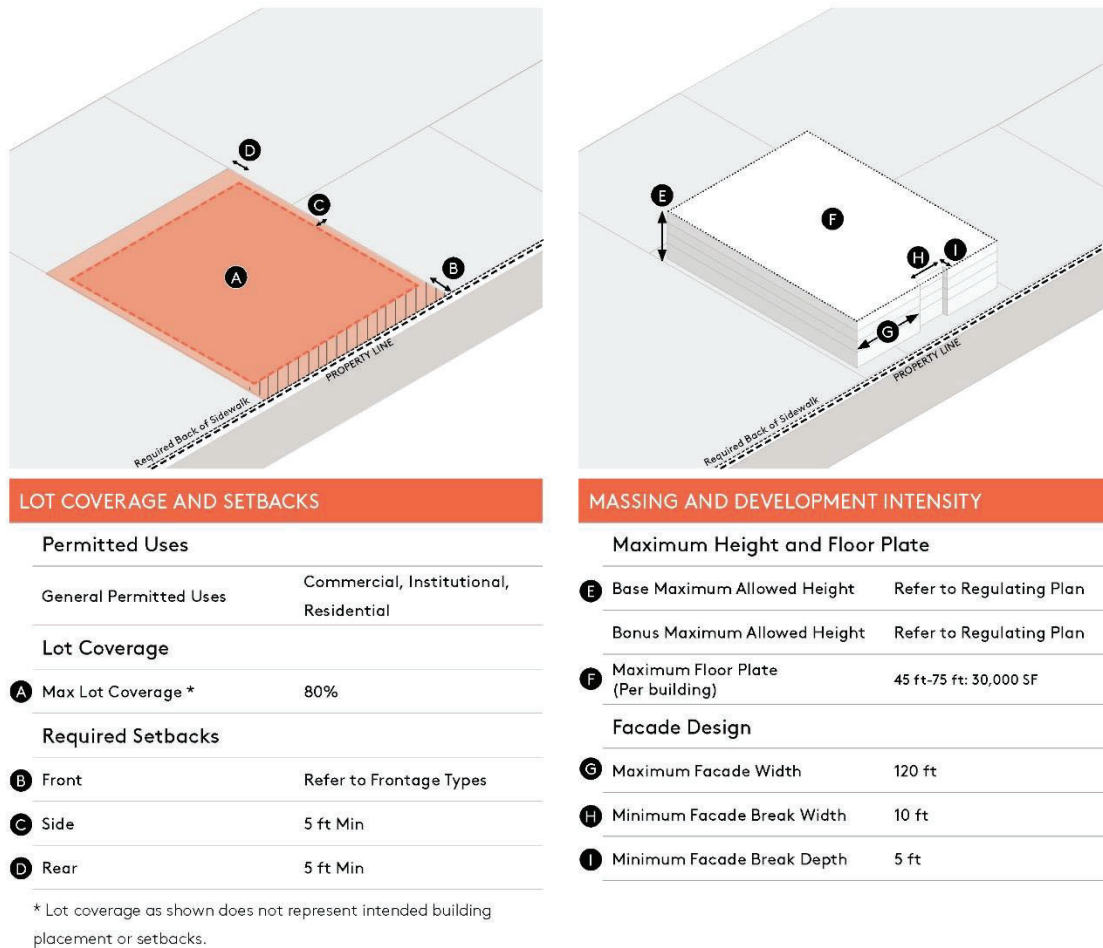 D
C
A
B
PROPERTY LINE
Required Back of Sidewalk
E
F
H
I
G
PROPERTY LINE
Required Back of Sidewalk
LOT COVERAGE AND SETBACKS
Permitted Uses
General Permitted Uses Commercial, Institutional,
Residential
Lot Coverage
A Max Lot Coverage * 80%
Required Setbacks
B Front Refer to Frontage Types
C Side 5 ft Min
D Rear 5 ft Min
* Lot coverage as shown does not represent intended building
placement or setbacks.
MASSING AND DEVELOPMENT INTENSITY
Maximum Height and Floor Plate
E Base Maximum Allowed Height Refer to Regulating Plan
Bonus Maximum Allowed Height Refer to Regulating Plan
F Maximum Floor Plate
(Per building) 45 ft-75 ft: 30,000 SF
Facade Design
G Maximum Facade Width 120 ft
H Minimum Facade Break Width 10 ft
I Minimum Facade Break Depth 5 ft